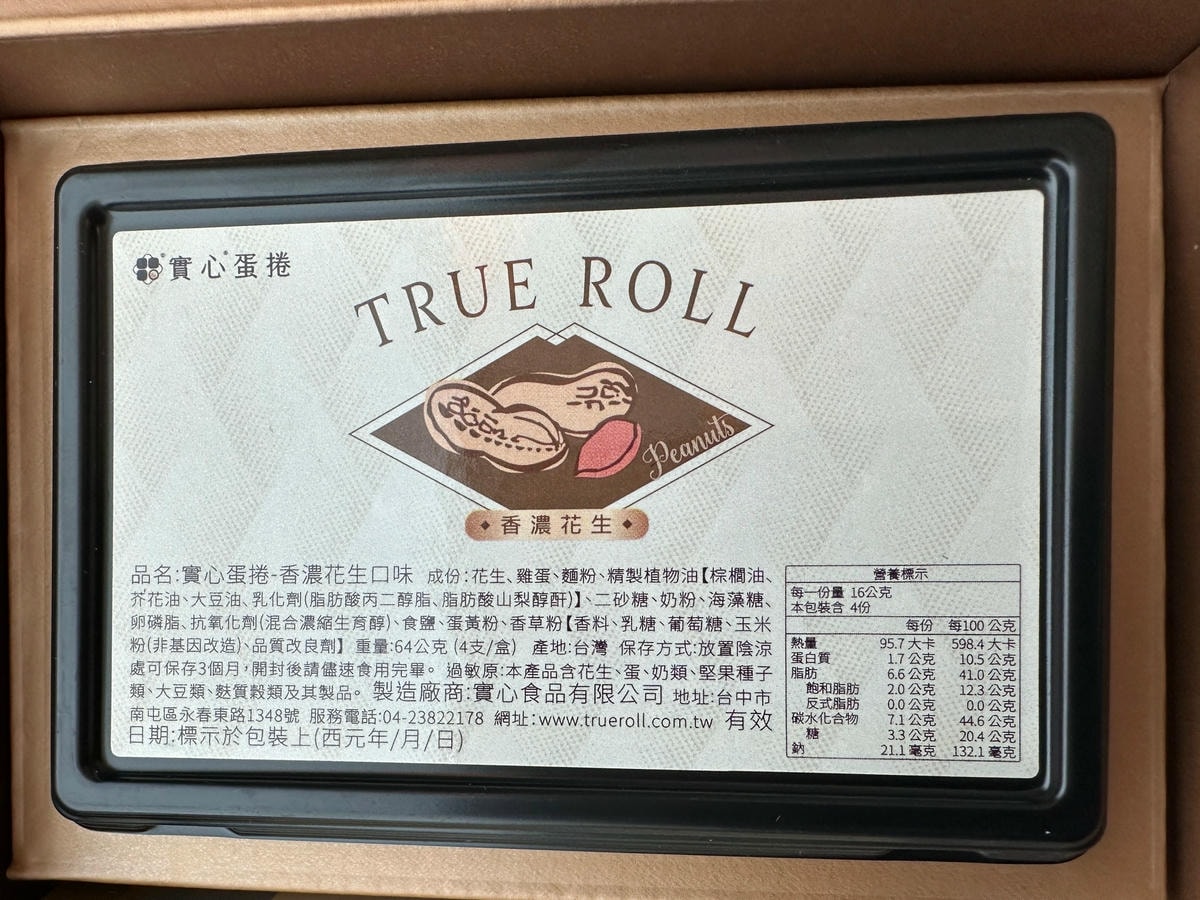 實心蛋捲
TRUE ROLL
Peanuts
香濃花生
品名:實心蛋捲-香濃花生口味 成份:花生、雞蛋、麵粉、精製植物油【棕櫚油、
芥花油、大豆油、乳化劑(脂肪酸丙二醇脂、脂肪酸山梨醇酐)】、二砂糖、奶粉、海藻糖、
卵磷脂、抗氧化劑(混合濃縮生育醇)、食鹽、蛋黃粉、香草粉【香料、乳糖、葡萄糖、玉米
粉(非基因改造)、品質改良劑】 重量:64公克 (4支/盒) 產地:台灣 保存方式:放置陰涼
處可保存3個月，開封後請儘速食用完畢。 過敏原:本產品含花生、蛋、奶類、堅果種子
類、大豆類、麩質穀類及其製品。 製造廠商:實心食品有限公司 地址:台中市
南屯區永春東路1348號 服務電話:04-23822178 網址:www.trueroll.com.tw 有效
日期:標示於包裝上(西元年/月/日)
營養標示
每一份量 16公克
本包裝含 4份
每份 每100 公克
熱量 95.7 大卡 598.4 大卡
蛋白質 1.7 公克 10.5 公克
脂肪 6.6 公克 41.0 公克
飽和脂肪 2.0 公克 12.3 公克
反式脂肪 0.0 公克 0.0 公克
碳水化合物 7.1 公克 44.6 公克
糖 3.3 公克 20.4 公克
鈉 21.1 毫克 132.1 毫克